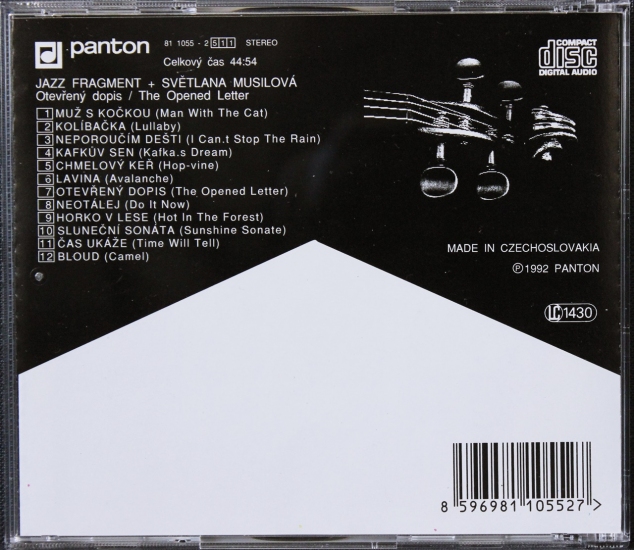 panton
81 1055 - 2 511 STEREO
Celkový čas 44:54
COMPACT
disc
DIGITAL AUDIO
JAZZ FRAGMENT + SVĚTLANA MUSILOVÁ
Otevřený dopis / The Opened Letter
1 MUŽ S KOČKOU (Man With The Cat)
2 KOLÍBAČKA (Lullaby)
3 NEPOROUČÍM DEŠTI (I Can.t Stop The Rain)
4 KAFKŮV SEN (Kafka.s Dream)
5 CHMELOVÝ KEŘ (Hop-vine)
6 LAVINA (Avalanche)
7 OTEVŘENÝ DOPIS (The Opened Letter)
8 NEOTÁLEJ (Do It Now)
9 HORKO V LESE (Hot In The Forest)
10 SLUNEČNÍ SONÁTA (Sunshine Sonate)
11 ČAS UKÁŽE (Time Will Tell)
12 BLOUD (Camel)
MADE IN CZECHOSLOVAKIA
℗1992 PANTON
LC 1430
8 596981 105527 >